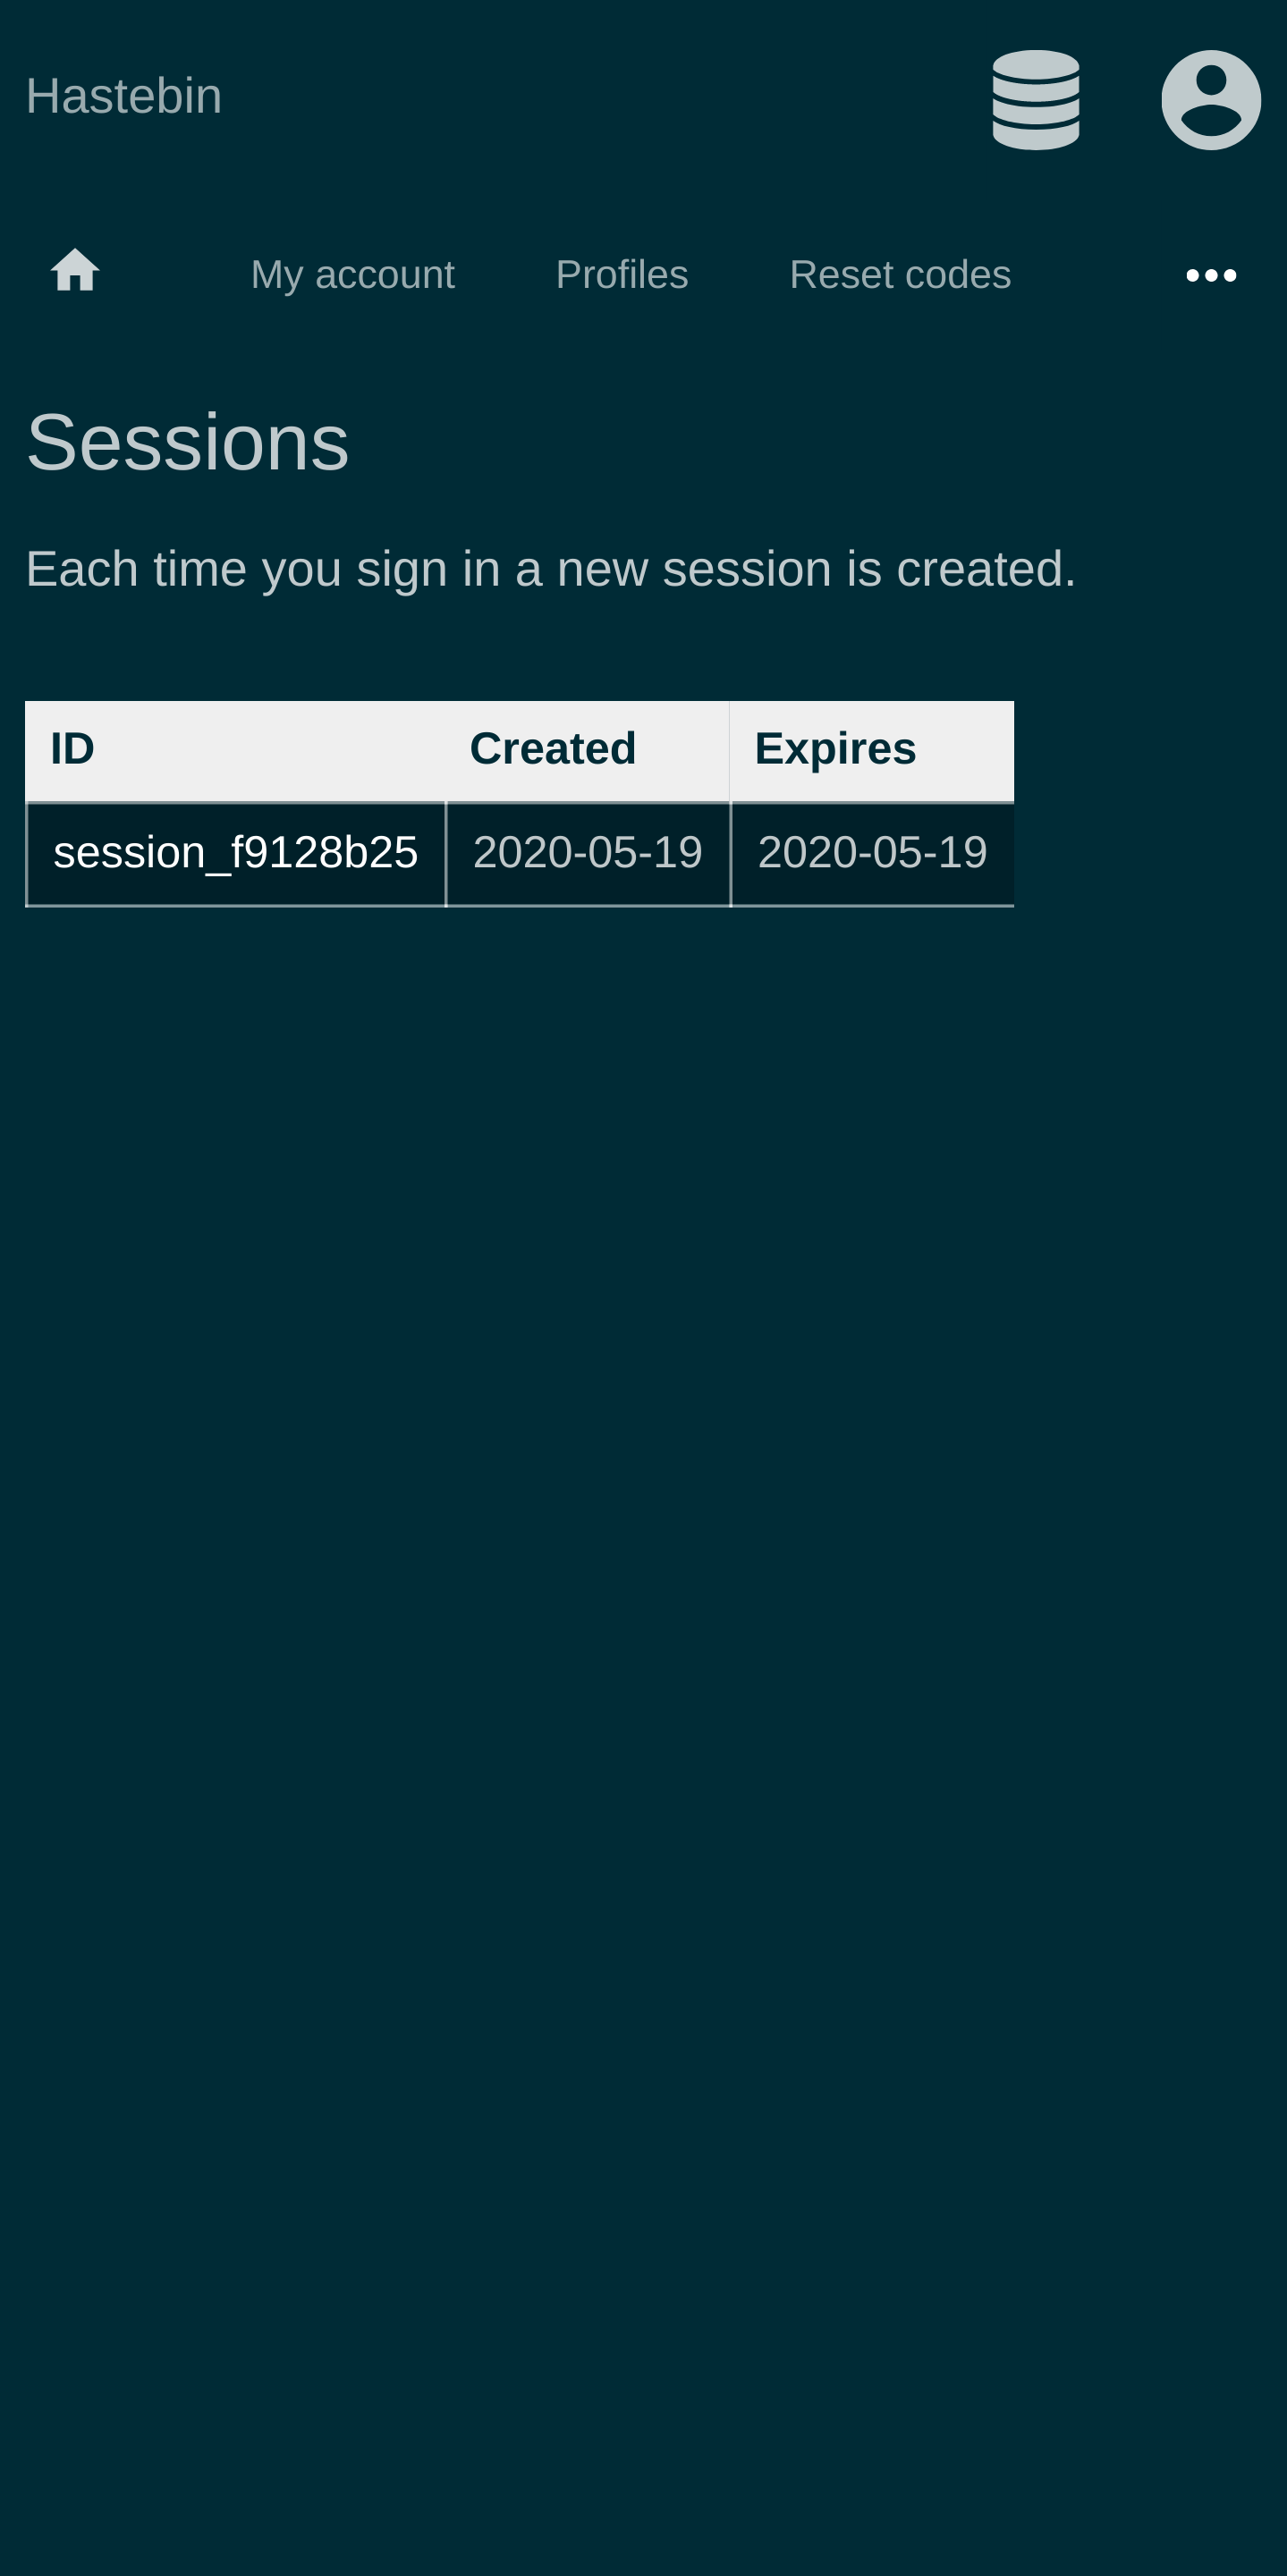 Hastebin
My account Profiles Reset codes
Sessions
Each time you sign in a new session is created.
ID Created Expires
session_f9128b25 2020-05-19 2020-05-19